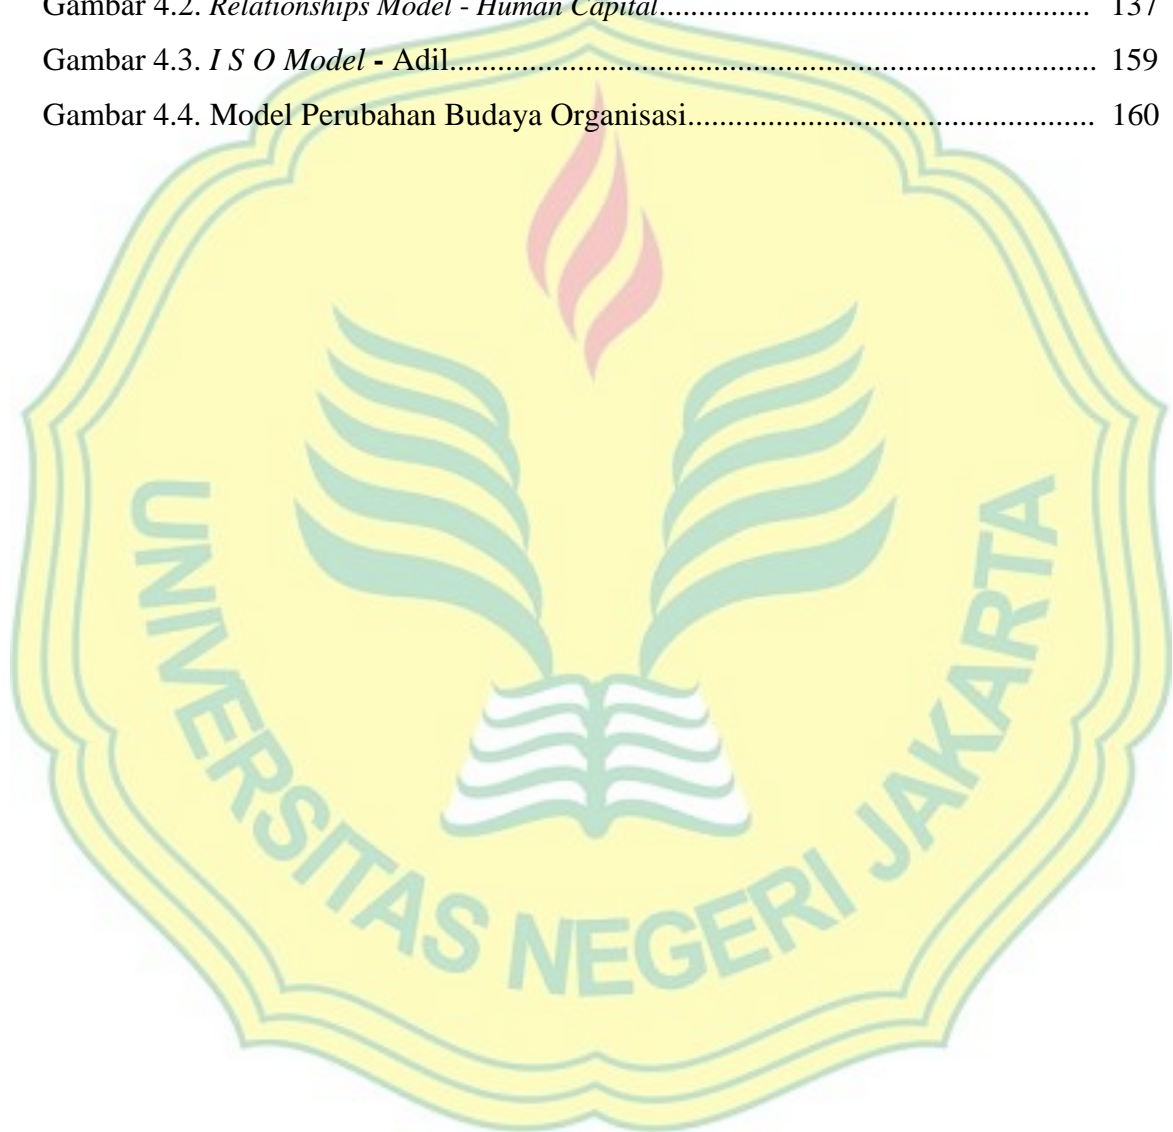 Gambar 4.2. Relationships Model - Human Capital...................................................... 137
Gambar 4.3. I S O Model - Adil................................................................................. 159
Gambar 4.4. Model Perubahan Budaya Organisasi................................................... 160
UNIVERSITAS NEGERI JAKARTA